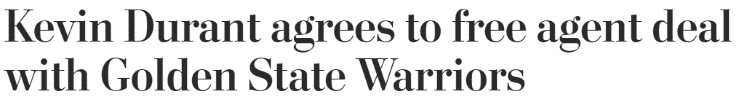 Kevin Durant agrees to free agent deal
with Golden State Warriors